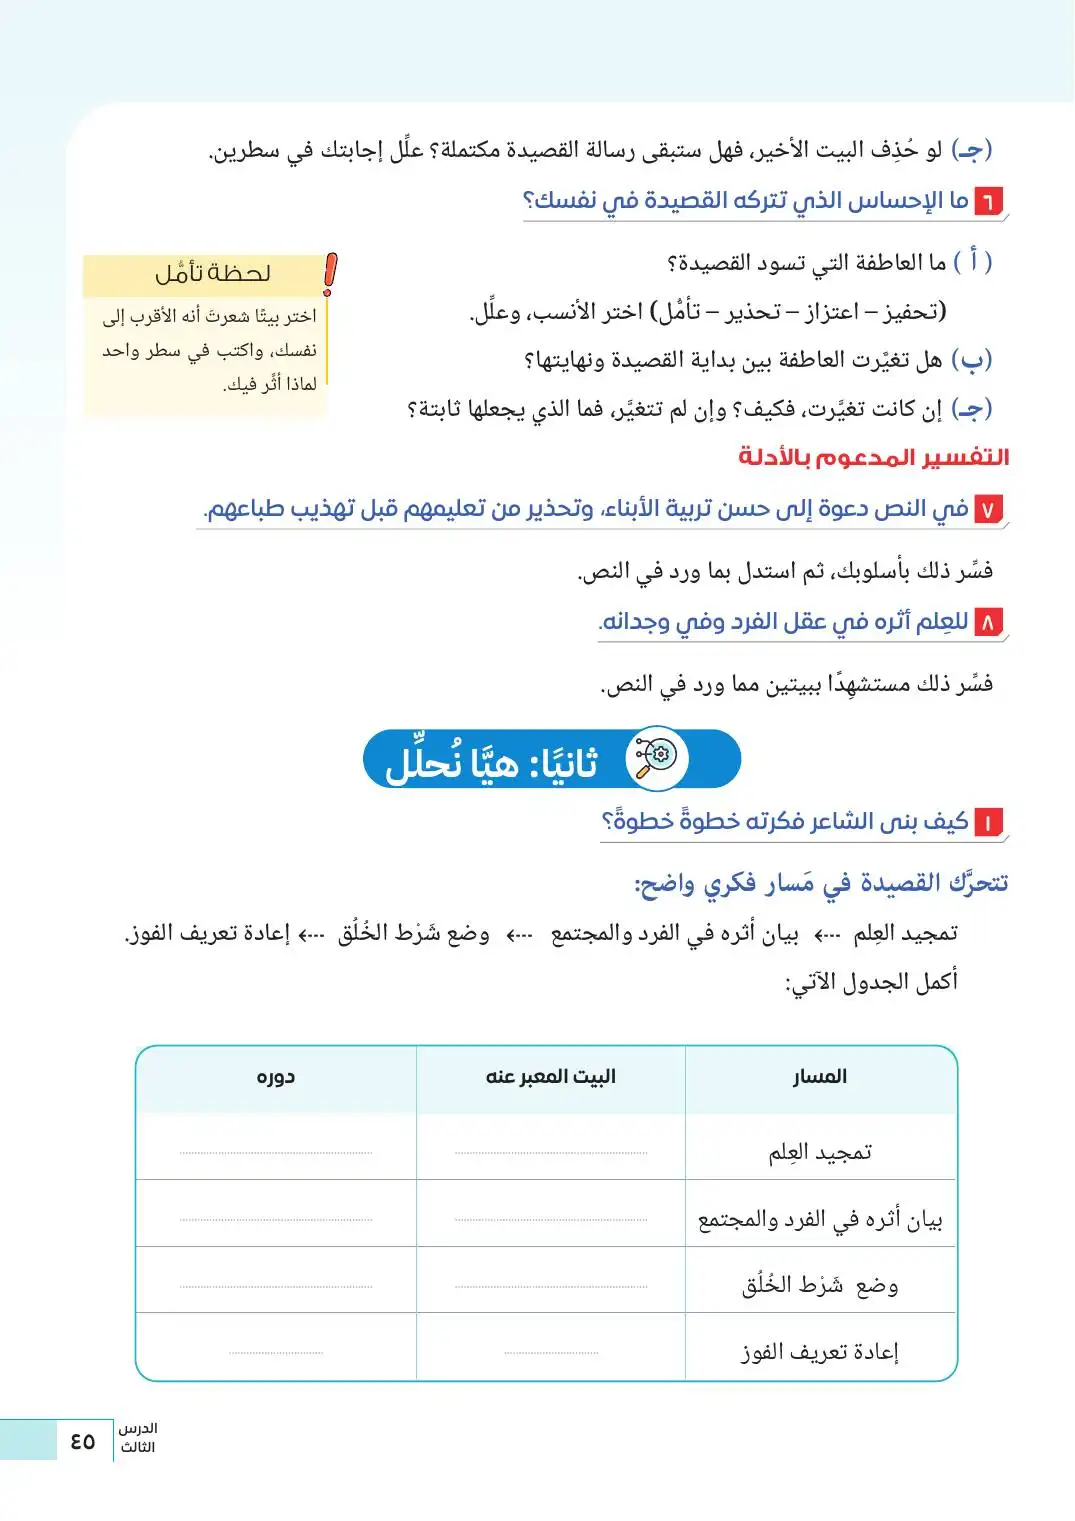 (جـ) لو حُذِف البيت الأخير، فهل ستبقى رسالة القصيدة مكتملة؟ علِّل إجابتك في سطرين.
٦ ما الإحساس الذي تتركه القصيدة في نفسك؟
( أ ) ما العاطفة التي تسود القصيدة؟
(تحفيز – اعتزاز – تحذير – تأمُّل) اختر الأنسب، وعلِّل.
(ب) هل تغيَّرت العاطفة بين بداية القصيدة ونهايتها؟
(جـ) إن كانت تغيَّرت، فكيف؟ وإن لم تتغيَّر، فما الذي يجعلها ثابتة؟
لحظة تأمُّل
اختر بيتًا شعرتَ أنه الأقرب إلى
نفسك، واكتب في سطر واحد
لماذا أثَّر فيك.
التفسير المدعوم بالأدلة
٧ في النص دعوة إلى حسن تربية الأبناء، وتحذير من تعليمهم قبل تهذيب طباعهم.
فسِّر ذلك بأسلوبك، ثم استدل بما ورد في النص.
٨ للعِلم أثره في عقل الفرد وفي وجدانه.
فسِّر ذلك مستشهِدًا ببيتين مما ورد في النص.
ثانيًا: هيَّا نُحلِّل
١ كيف بنى الشاعر فكرته خطوةً خطوةً؟
تتحرَّك القصيدة في مَسار فكري واضح:
تمجيد العِلم ⇠ بيان أثره في الفرد والمجتمع ⇠ وضع شَرْط الخُلُق ⇠ إعادة تعريف الفوز.
أكمل الجدول الآتي:
المسار البيت المعبر عنه دوره
تمجيد العِلم
بيان أثره في الفرد والمجتمع
وضع شَرْط الخُلُق
إعادة تعريف الفوز
الدرس
الثالث
٤٥